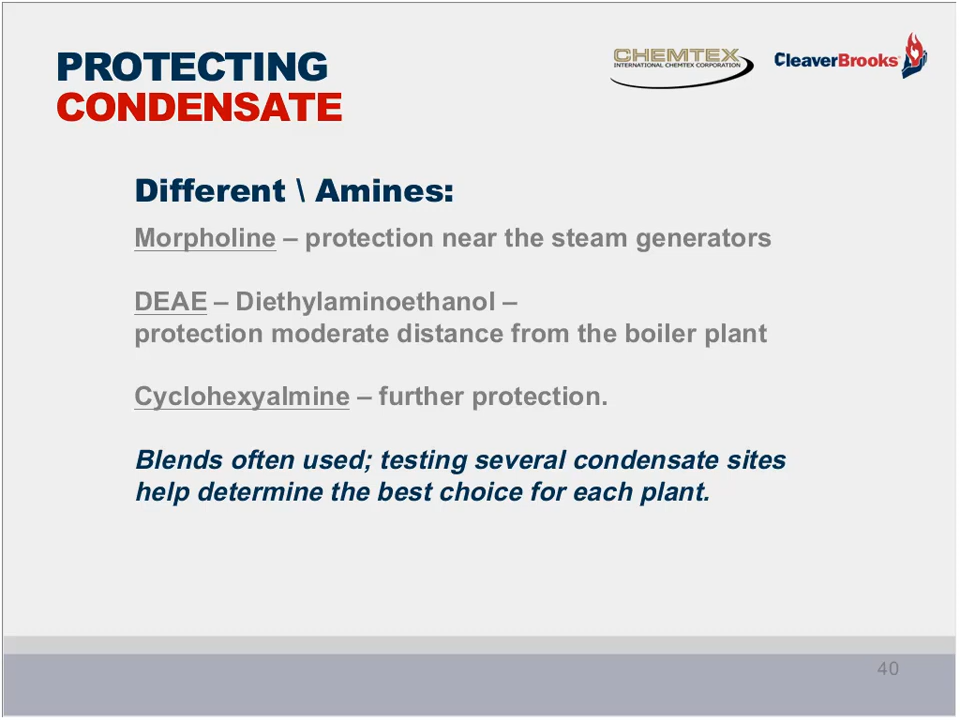 PROTECTING
CONDENSATE
CHEMTEX
INTERNATIONAL CHEMTEX CORPORATION
CleaverBrooks
Different \ Amines:
Morpholine – protection near the steam generators
DEAE – Diethylaminoethanol –
protection moderate distance from the boiler plant
Cyclohexyalmine – further protection.
Blends often used; testing several condensate sites
help determine the best choice for each plant.
40